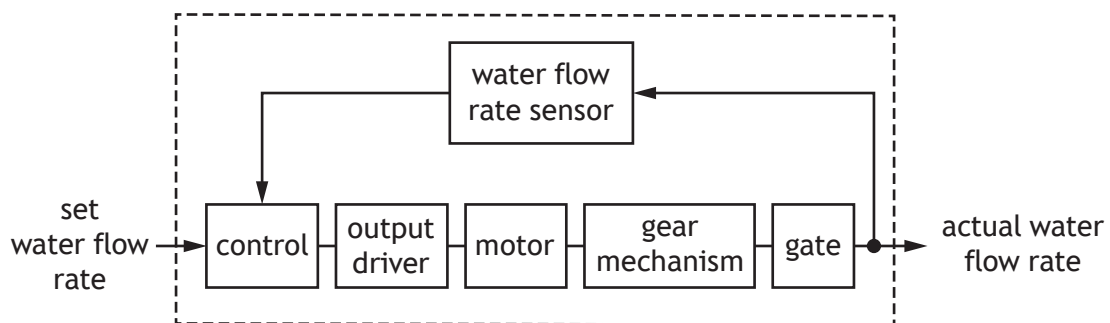 water flow
rate sensor
set
water flow
rate
control
output
driver
motor
gear
mechanism
gate
actual water
flow rate